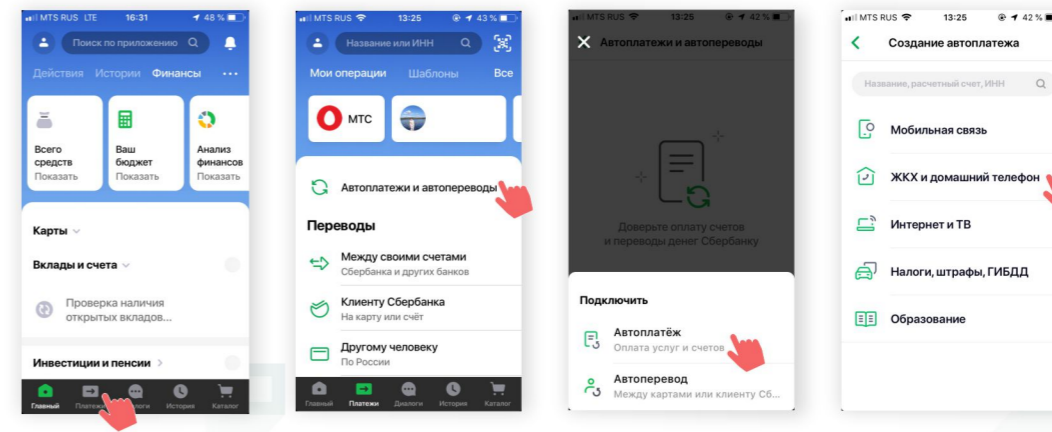 MTS RUS LTE 16:31 48 %
Поиск по приложению
Действия Истории Финансы
Всего
средств
Показать
Ваш
бюджет
Показать
Анализ
финансов
Показать
Карты
Вклады и счета
Проверка наличия
открытых вкладов...
Инвестиции и пенсии
Главный Платежи История Каталог
MTS RUS 13:25 43 %
Название или ИНН
Мои операции Шаблоны Все
МТС
Автоплатежи и автопереводы
Переводы
Между своими счетами
Сбербанка и других банков
Клиенту Сбербанка
На карту или счёт
Другому человеку
По России
Главный Платежи Диалоги История Каталог
MTS RUS 13:25 42 %
Автоплатежи и автопереводы
Доверьте оплату счетов
и переводы денег Сбербанку
Подключить
Автоплатёж
Оплата услуг и счетов
Автоперевод
Между картами или клиенту Сб...
MTS RUS 13:25 42 %
Создание автоплатежа
Название, расчетный счет, ИНН
Мобильная связь
ЖКХ и домашний телефон
Интернет и ТВ
Налоги, штрафы, ГИБДД
Образование